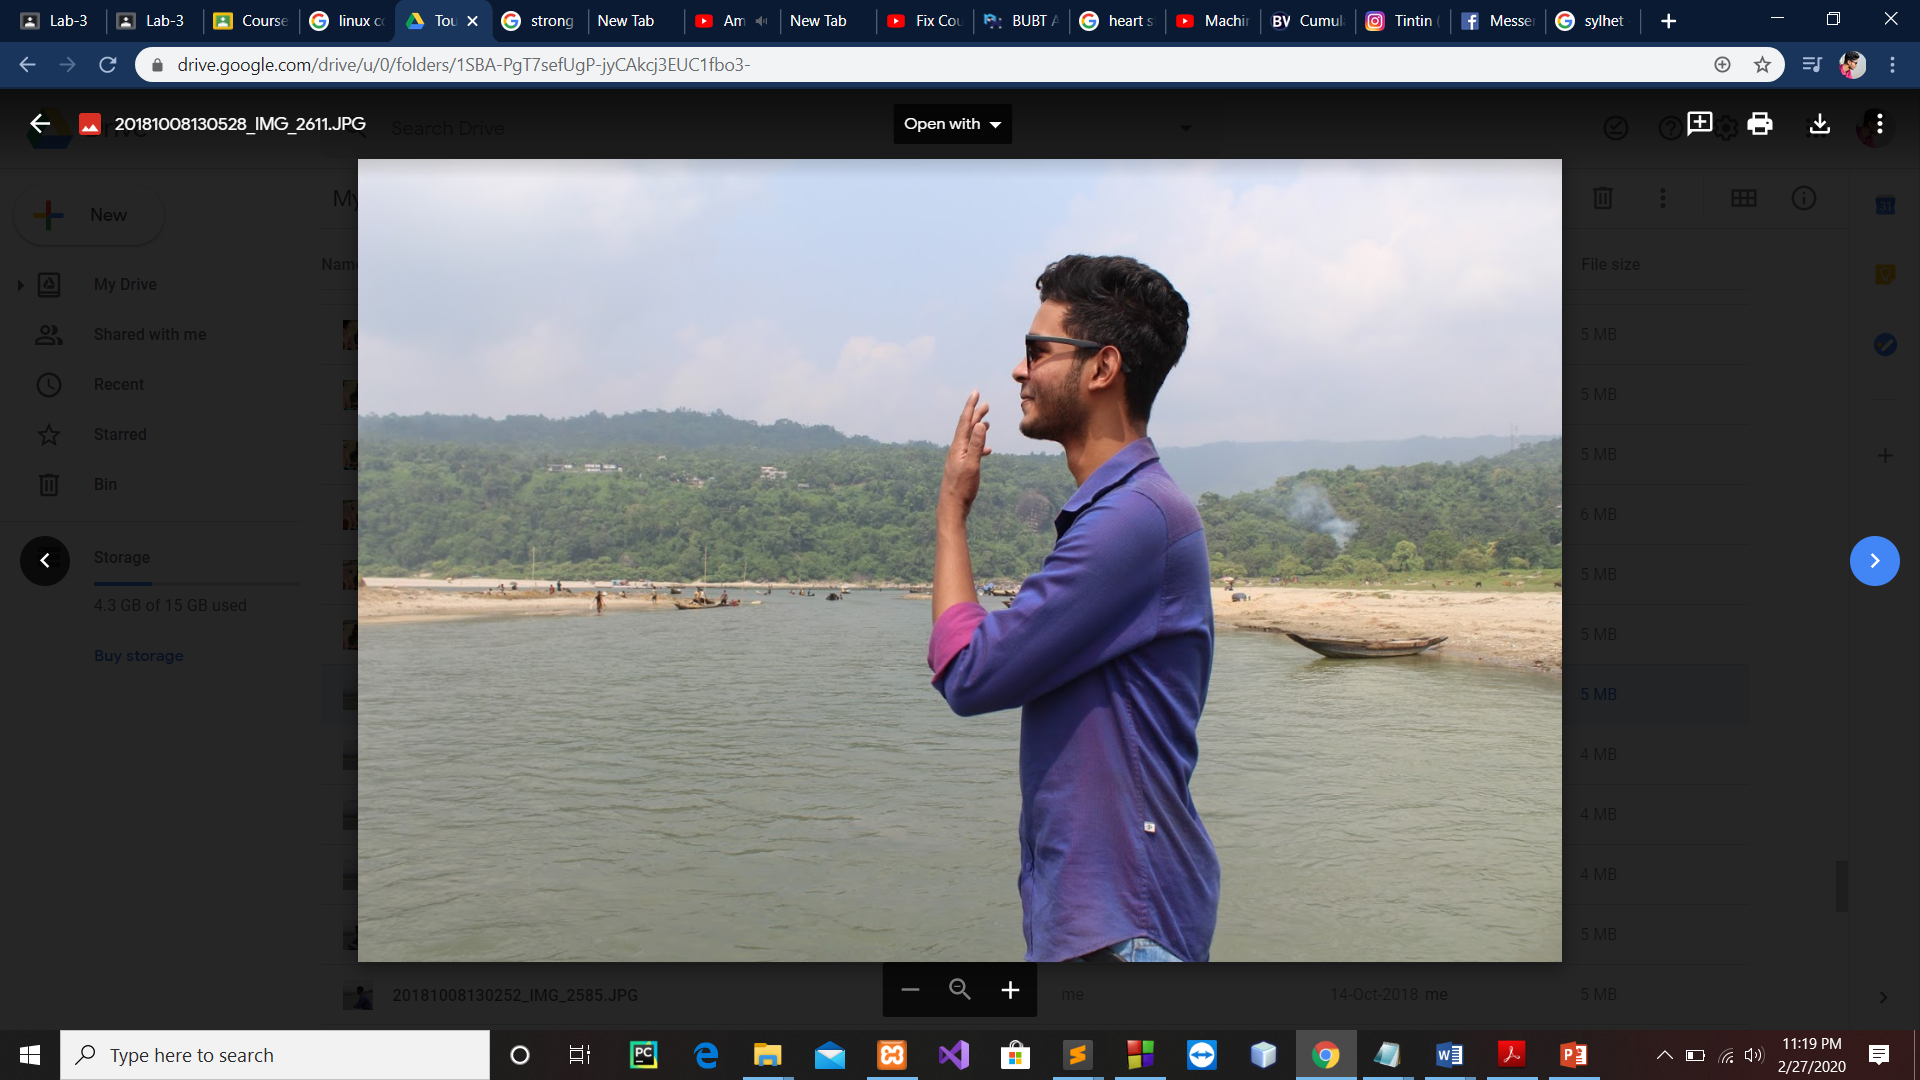 Lab-3
Lab-3
Course
linux co
Tou
strong
New Tab
Am
New Tab
Fix Cou
BUBT A
heart s
Machin
Cumula
Tintin (
Messen
sylhet
drive.google.com/drive/u/0/folders/1SBA-PgT7sefUgP-jyCAkcj3EUC1fbo3-
20181008130528_IMG_2611.JPG
Search Drive
Open with
New
My
Name
File size
My Drive
Shared with me
Recent
Starred
Bin
Storage
4.3 GB of 15 GB used
Buy storage
5 MB
5 MB
5 MB
6 MB
5 MB
5 MB
5 MB
4 MB
4 MB
4 MB
5 MB
20181008130252_IMG_2585.JPG
me
14-Oct-2018 me
5 MB
Type here to search
11:19 PM
2/27/2020